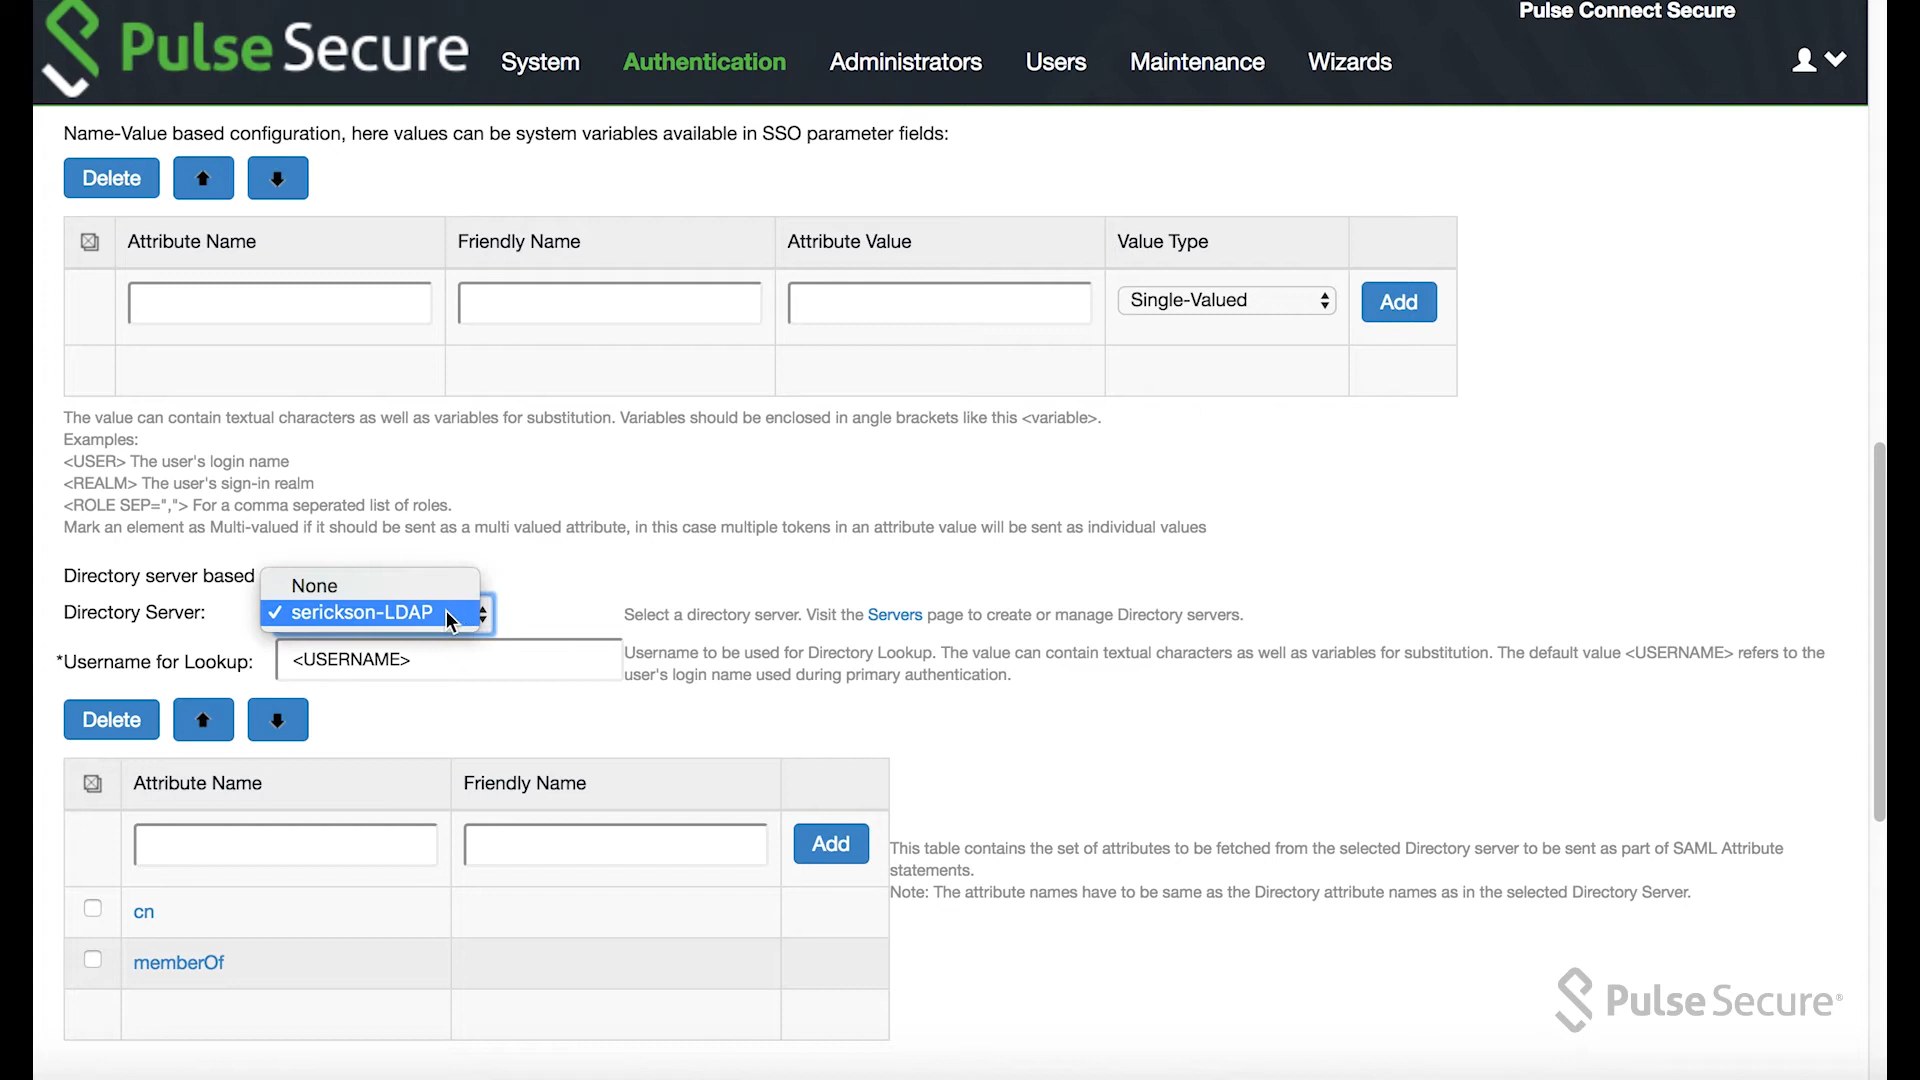 Pulse Connect Secure
Pulse Secure
System
Authentication
Administrators
Users
Maintenance
Wizards
Name-Value based configuration, here values can be system variables available in SSO parameter fields:
Delete
Attribute Name
Friendly Name
Attribute Value
Value Type
Single-Valued
Add
The value can contain textual characters as well as variables for substitution. Variables should be enclosed in angle brackets like this <variable>.
Examples:
<USER> The user's login name
<REALM> The user's sign-in realm
<ROLE SEP=","> For a comma seperated list of roles.
Mark an element as Multi-valued if it should be sent as a multi valued attribute, in this case multiple tokens in an attribute value will be sent as individual values
Directory server based
None
Directory Server:
✓ serickson-LDAP
Select a directory server. Visit the Servers page to create or manage Directory servers.
*Username for Lookup:
<USERNAME>
Username to be used for Directory Lookup. The value can contain textual characters as well as variables for substitution. The default value <USERNAME> refers to the
user's login name used during primary authentication.
Delete
Attribute Name
Friendly Name
Add
This table contains the set of attributes to be fetched from the selected Directory server to be sent as part of SAML Attribute
statements.
Note: The attribute names have to be same as the Directory attribute names as in the selected Directory Server.
cn
memberOf
Pulse Secure®